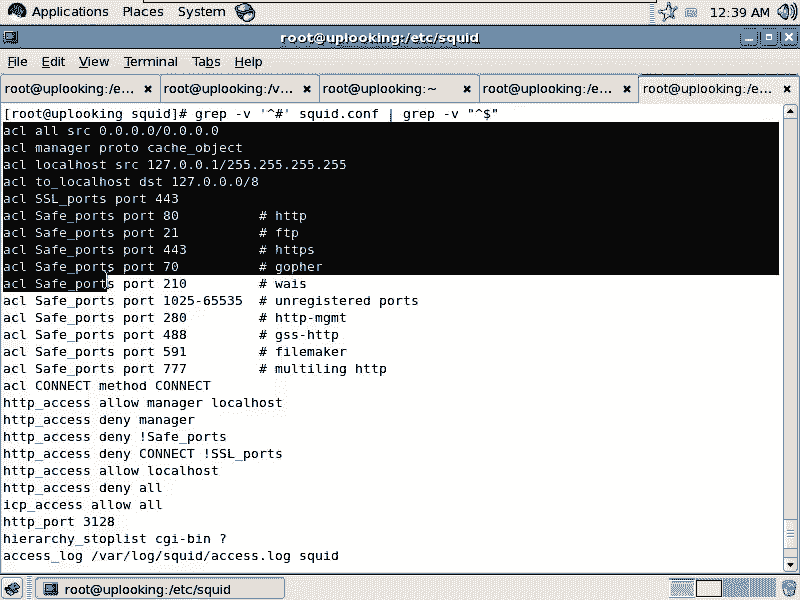 Applications Places System 12:39 AM
root@uplooking:/etc/squid
File Edit View Terminal Tabs Help
root@uplooking:/e... root@uplooking:/v... root@uplooking:~ root@uplooking:/e... root@uplooking:/e...
[root@uplooking squid]# grep -v '^#' squid.conf | grep -v "^$"
acl all src 0.0.0.0/0.0.0.0
acl manager proto cache_object
acl localhost src 127.0.0.1/255.255.255.255
acl to_localhost dst 127.0.0.0/8
acl SSL_ports port 443
acl Safe_ports port 80 # http
acl Safe_ports port 21 # ftp
acl Safe_ports port 443 # https
acl Safe_ports port 70 # gopher
acl Safe_ports port 210 # wais
acl Safe_ports port 1025-65535 # unregistered ports
acl Safe_ports port 280 # http-mgmt
acl Safe_ports port 488 # gss-http
acl Safe_ports port 591 # filemaker
acl Safe_ports port 777 # multiling http
acl CONNECT method CONNECT
http_access allow manager localhost
http_access deny manager
http_access deny !Safe_ports
http_access deny CONNECT !SSL_ports
http_access allow localhost
http_access deny all
icp_access allow all
http_port 3128
hierarchy_stoplist cgi-bin ?
access_log /var/log/squid/access.log squid
root@uplooking:/etc/squid